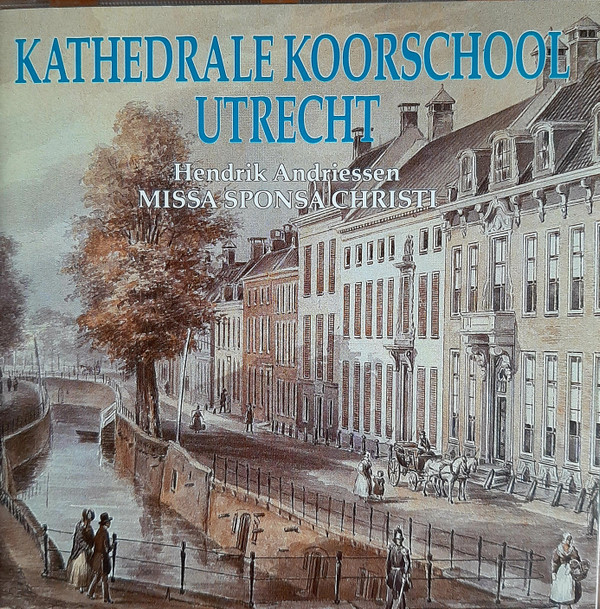 KATHEDRALE KOORSCHOOL
UTRECHT
Hendrik Andriessen
MISSA SPONSA CHRISTI